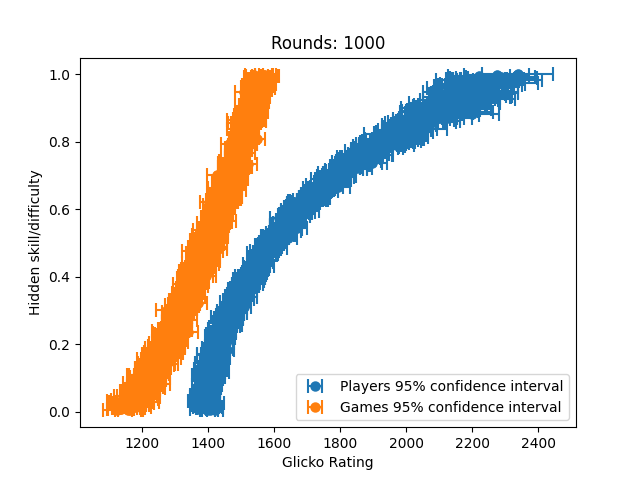 Rounds: 1000
1.0
0.8
0.6
0.4
0.2
0.0
Hidden skill/difficulty
Players 95% confidence interval
Games 95% confidence interval
1200 1400 1600 1800 2000 2200 2400
Glicko Rating